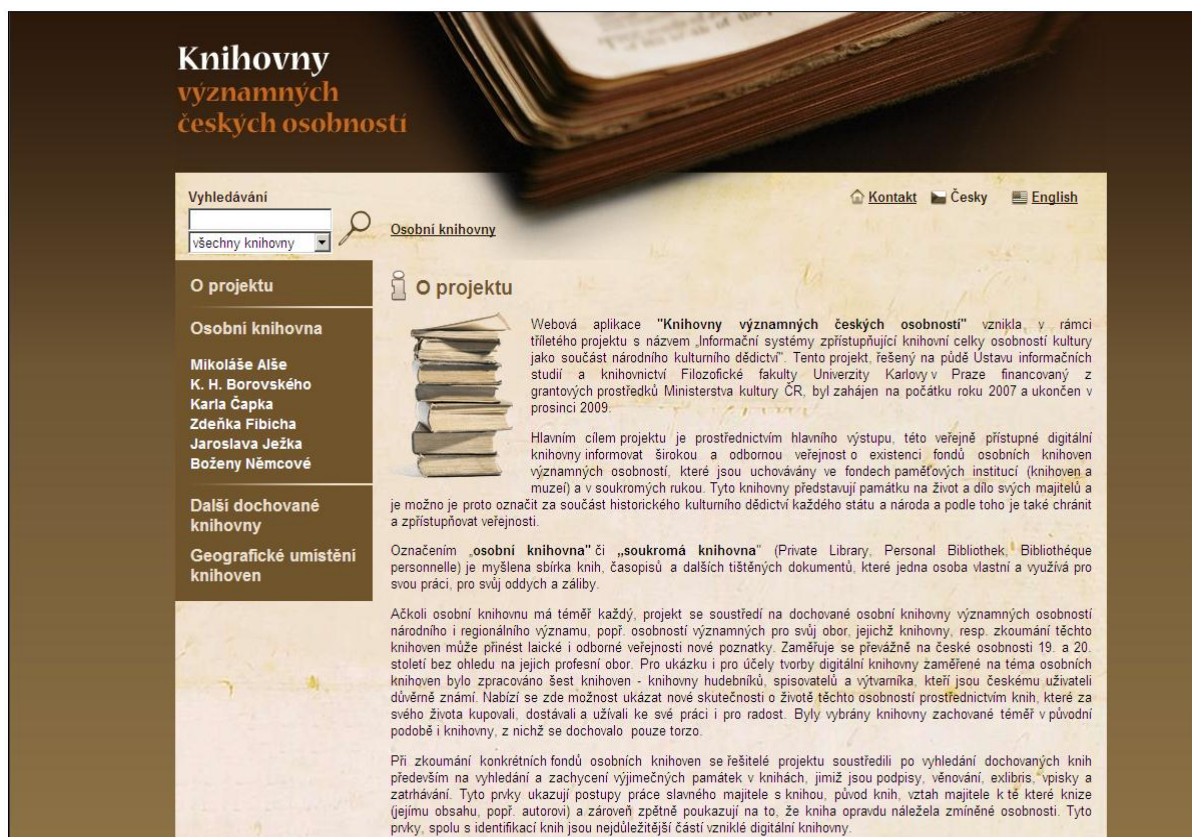 Knihovny
významných
českých osobností
Vyhledávání
všechny knihovny
Osobní knihovny
Kontakt Česky English
O projektu
Osobní knihovna
Mikoláše Alše
K. H. Borovského
Karla Čapka
Zdeňka Fibicha
Jaroslava Ježka
Boženy Němcové
Další dochované
knihovny
Geografické umístění
knihoven
O projektu
Webová aplikace "Knihovny významných českých osobností" vznikla v rámci
tříletého projektu s názvem „Informační systémy zpřístupňující knihovní celky osobností kultury
jako součást národního kulturního dědictví". Tento projekt, řešený na půdě Ústavu informačních
studií a knihovnictví Filozofické fakulty Univerzity Karlovy v Praze financovaný z
grantových prostředků Ministerstva kultury ČR, byl zahájen na počátku roku 2007 a ukončen v
prosinci 2009.
Hlavním cílem projektu je prostřednictvím hlavního výstupu, této veřejně přístupné digitální
knihovny informovat širokou a odbornou veřejnost o existenci fondů osobních knihoven
významných osobností, které jsou uchovávány ve fondech paměťových institucí (knihoven a
muzeí) a v soukromých rukou. Tyto knihovny představují památku na život a dílo svých majitelů a
je možno je proto označit za součást historického kulturního dědictví každého státu a národa a podle toho je také chránit
a zpřístupňovat veřejnosti.
Označením „osobní knihovna" či „soukromá knihovna" (Private Library, Personal Bibliothek, Bibliothéque
personnelle) je myšlena sbírka knih, časopisů a dalších tištěných dokumentů, které jedna osoba vlastní a využívá pro
svou práci, pro svůj oddych a záliby.
Ačkoli osobní knihovnu má téměř každý, projekt se soustředí na dochované osobní knihovny významných osobností
národního i regionálního významu, popř. osobností významných pro svůj obor, jejichž knihovny, resp. zkoumání těchto
knihoven může přinést laické i odborné veřejnosti nové poznatky. Zaměřuje se převážně na české osobnosti 19. a 20.
století bez ohledu na jejich profesní obor. Pro ukázku i pro účely tvorby digitální knihovny zaměřené na téma osobních
knihoven bylo zpracováno šest knihoven - knihovny hudebníků, spisovatelů a výtvarníka, kteří jsou českému uživateli
důvěrně známí. Nabízí se zde možnost ukázat nové skutečnosti o životě těchto osobností prostřednictvím knih, které za
svého života kupovali, dostávali a užívali ke své práci i pro radost. Byly vybrány knihovny zachované téměř v původní
podobě i knihovny, z nichž se dochovalo pouze torzo.
Při zkoumání konkrétních fondů osobních knihoven se řešitelé projektu soustředili po vyhledání dochovaných knih
především na vyhledání a zachycení výjimečných památek v knihách, jimiž jsou podpisy, věnování, exlibris, vpisky a
zatrhávání. Tyto prvky ukazují postupy práce slavného majitele s knihou, původ knih, vztah majitele k té které knize
(jejímu obsahu, popř. autorovi) a zároveň zpětně poukazují na to, že kniha opravdu náležela zmíněné osobnosti. Tyto
prvky, spolu s identifikací knih jsou nejdůležitější částí vzniklé digitální knihovny.